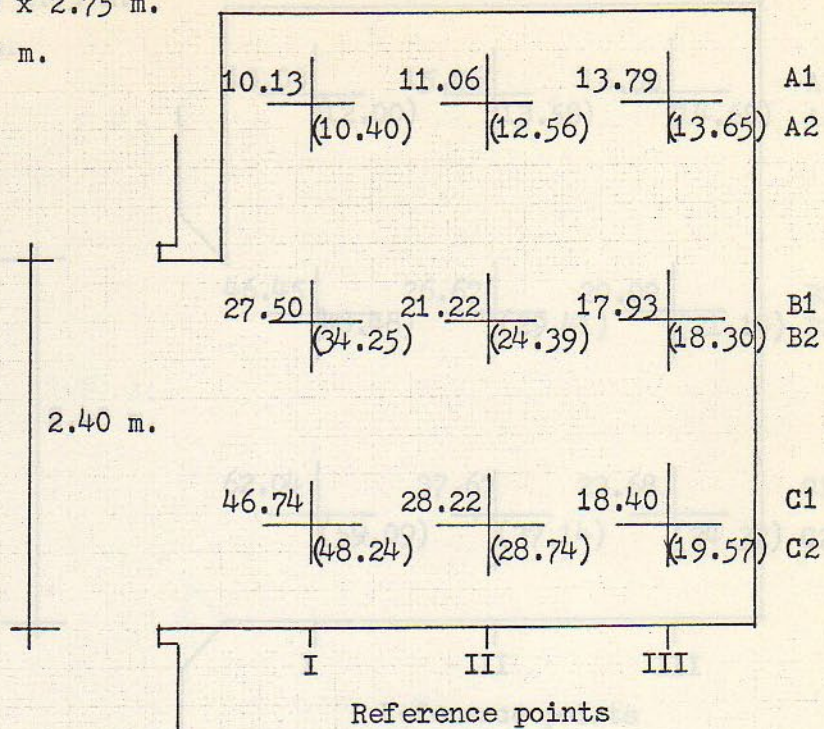 x 2.75 m.
m.
10.13 11.06 13.79 A1
(10.40) (12.56) (13.65) A2
27.50 21.22 17.93 B1
(34.25) (24.39) (18.30) B2
2.40 m.
46.74 28.22 18.40 C1
(48.24) (28.74) (19.57) C2
I II III
Reference points